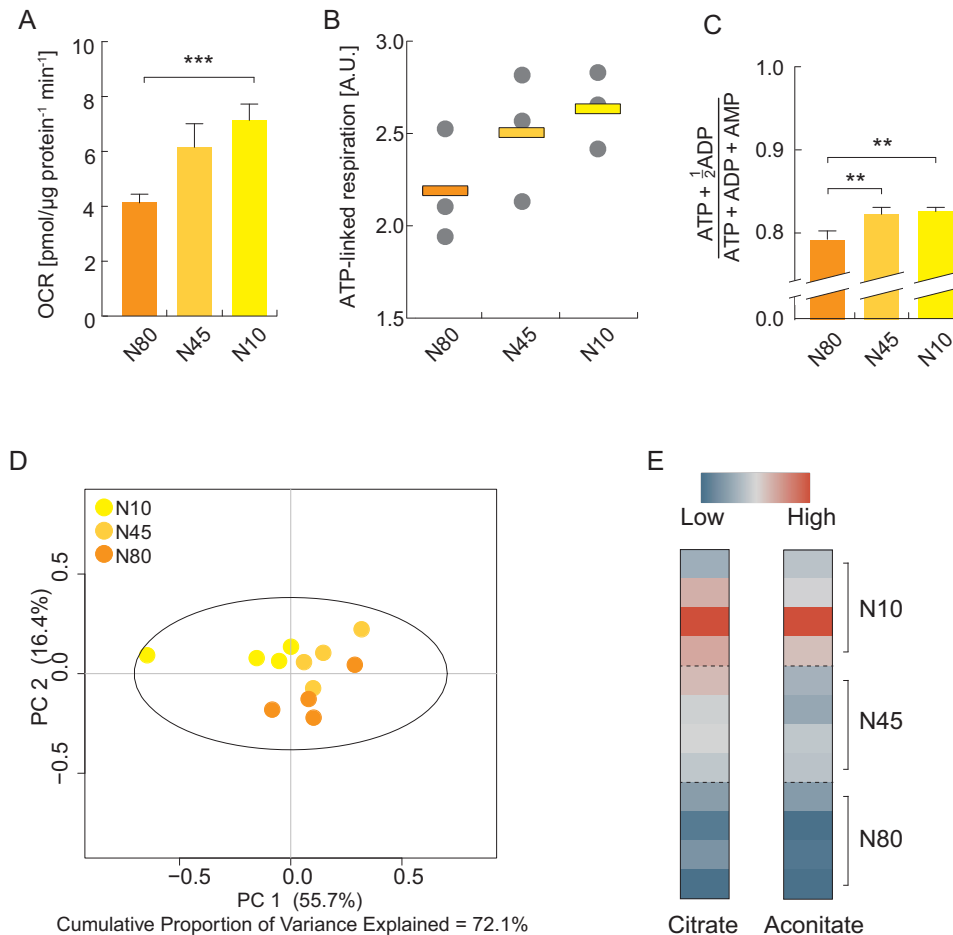 A
OCR [pmol/µg protein⁻¹ min⁻¹]
10
8
6
4
2
0
***
N80
N45
N10
B
ATP-linked respiration [A.U.]
3.0
2.5
2.0
1.5
N80
N45
N10
C
ATP + ½ADP
ATP + ADP + AMP
1.0
0.9
0.8
0.0
**
**
N80
N45
N10
D
N10
N45
N80
PC 2 (16.4%)
0.5
0.0
−0.5
−0.5
0.0
0.5
PC 1 (55.7%)
Cumulative Proportion of Variance Explained = 72.1%
E
Low High
N10
N45
N80
Citrate Aconitate